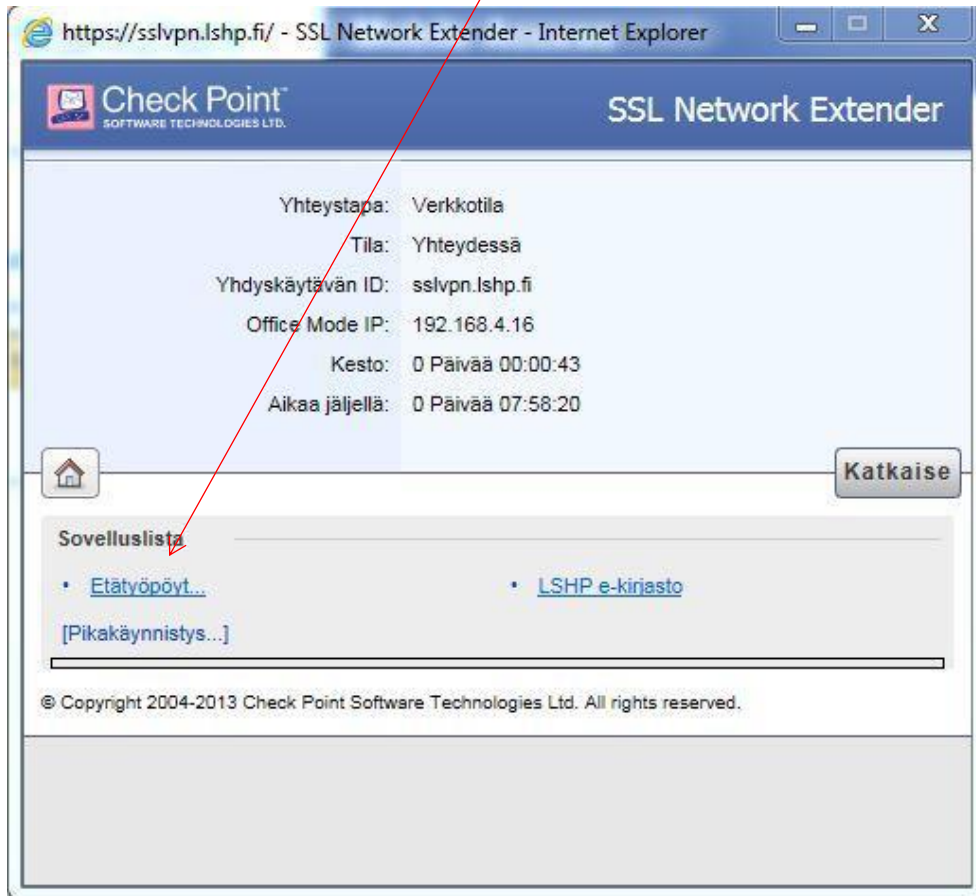 https://sslvpn.lshp.fi/ - SSL Network Extender - Internet Explorer
Check Point™
SOFTWARE TECHNOLOGIES LTD.
SSL Network Extender
Yhteystapa: Verkkotila
Tila: Yhteydessä
Yhdyskäytävän ID: sslvpn.lshp.fi
Office Mode IP: 192.168.4.16
Kesto: 0 Päivää 00:00:43
Aikaa jäljellä: 0 Päivää 07:58:20
Katkaise
Sovelluslista
• Etätyöpöyt... • LSHP e-kirjasto
[Pikakäynnistys...]
© Copyright 2004-2013 Check Point Software Technologies Ltd. All rights reserved.